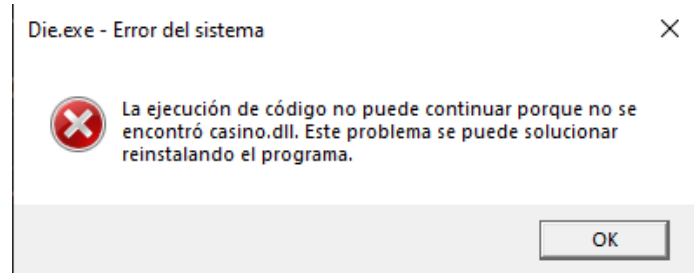 Die.exe - Error del sistema
La ejecución de código no puede continuar porque no se
encontró casino.dll. Este problema se puede solucionar
reinstalando el programa.
OK